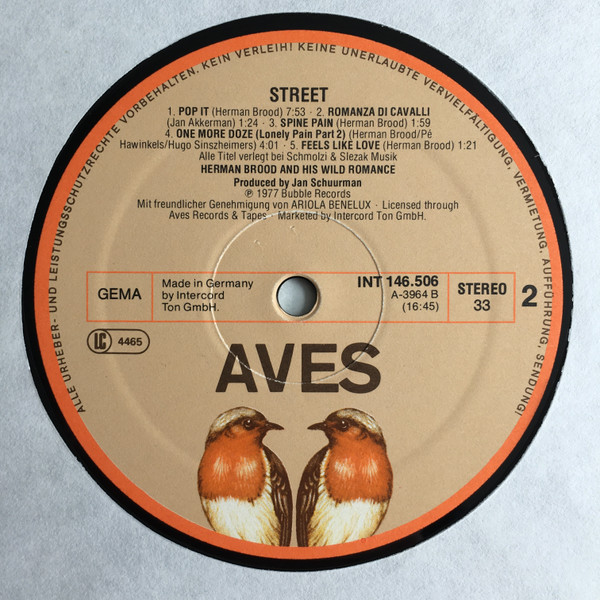 ALLE URHEBER- UND LEISTUNGSSCHUTZRECHTE VORBEHALTEN. KEIN VERLEIH! KEINE UNERLAUBTE VERVIELFÄLTIGUNG, VERMIETUNG, AUFFÜHRUNG, SENDUNG!
STREET
1. POP IT (Herman Brood) 7:53 · 2. ROMANZA DI CAVALLI
(Jan Akkerman) 1:24 · 3. SPINE PAIN (Herman Brood) 1:59
4. ONE MORE DOZE (Lonely Pain Part 2) (Herman Brood/Pé
Hawinkels/Hugo Sinszheimers) 4:01 · 5. FEELS LIKE LOVE (Herman Brood) 1:21
Alle Titel verlegt bei Schmolzi & Slezak Musik
HERMAN BROOD AND HIS WILD ROMANCE
Produced by Jan Schuurman
℗ 1977 Bubble Records
Mit freundlicher Genehmigung von ARIOLA BENELUX · Licensed through
Aves Records & Tapes · Marketed by Intercord Ton GmbH.
GEMA
Made in Germany
by Intercord
Ton GmbH.
INT 146.506
A-3964 B
(16:45)
STEREO
33
2
LC 4465
AVES